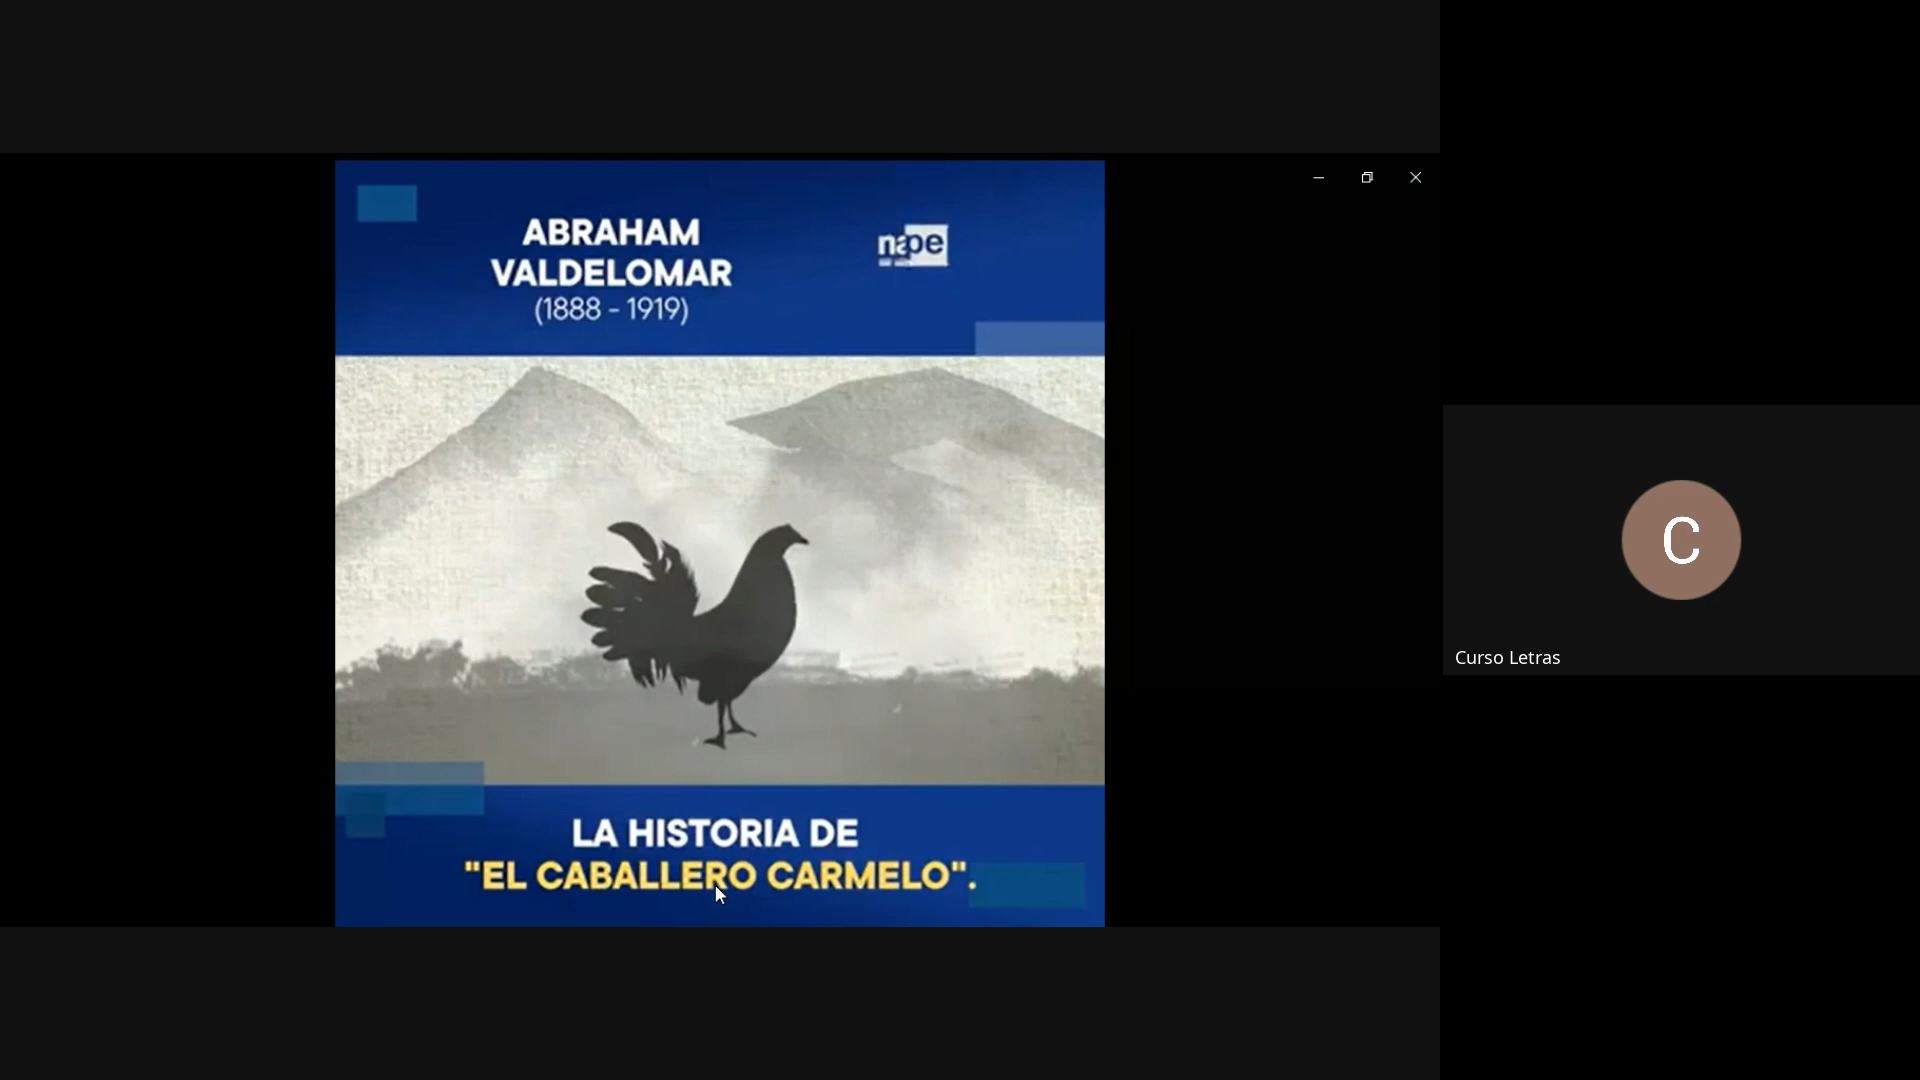 ABRAHAM
VALDELOMAR
(1888 - 1919)
nape
LA HISTORIA DE
"EL CABALLERO CARMELO".
C
Curso Letras